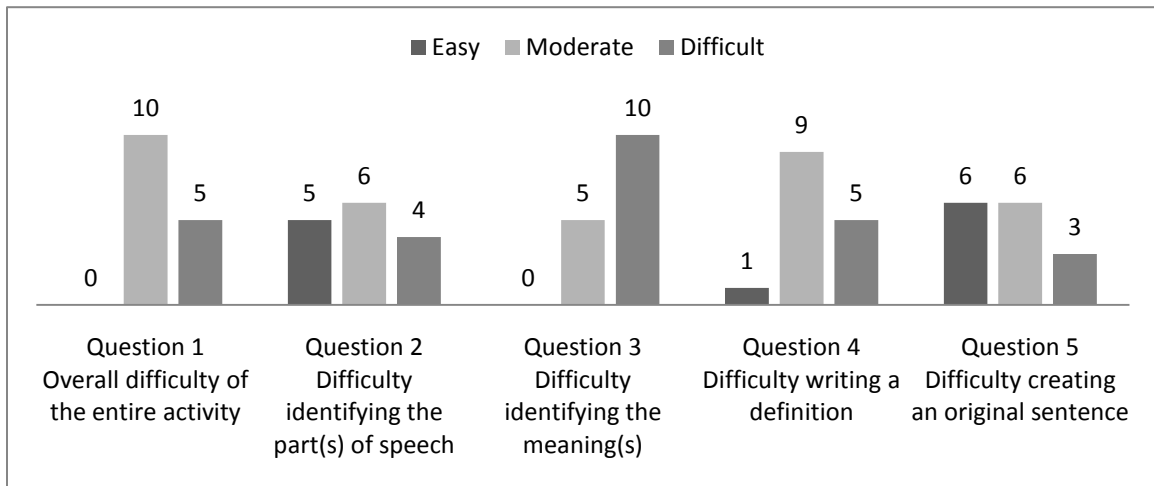 Easy Moderate Difficult
0 10 5
5 6 4
0 5 10
1 9 5
6 6 3
Question 1
Overall difficulty of
the entire activity
Question 2
Difficulty
identifying the
part(s) of speech
Question 3
Difficulty
identifying the
meaning(s)
Question 4
Difficulty writing a
definition
Question 5
Difficulty creating
an original sentence